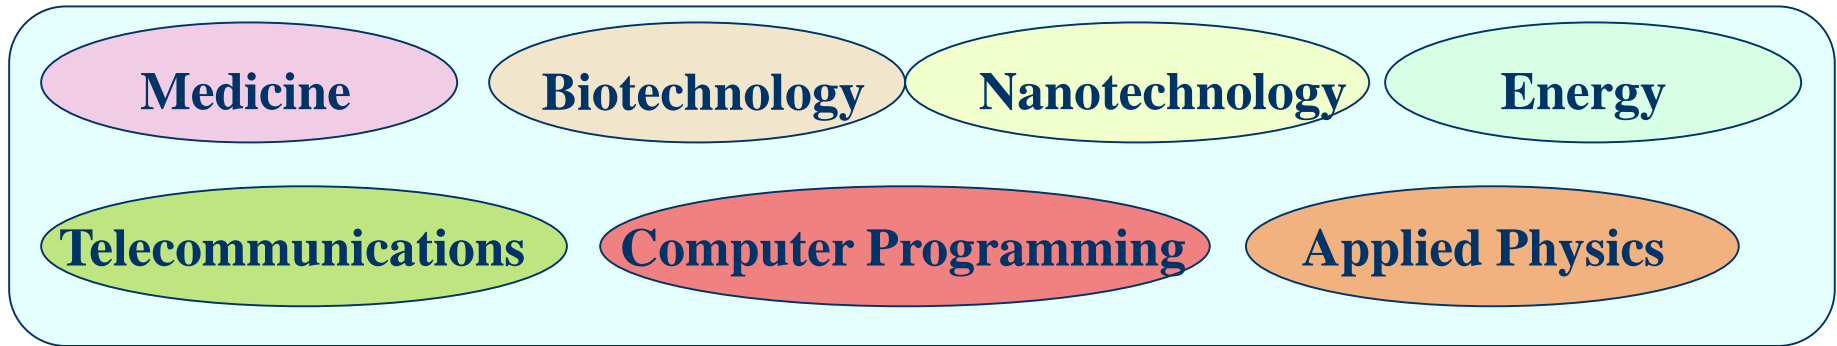 Medicine
Biotechnology
Nanotechnology
Energy
Telecommunications
Computer Programming
Applied Physics